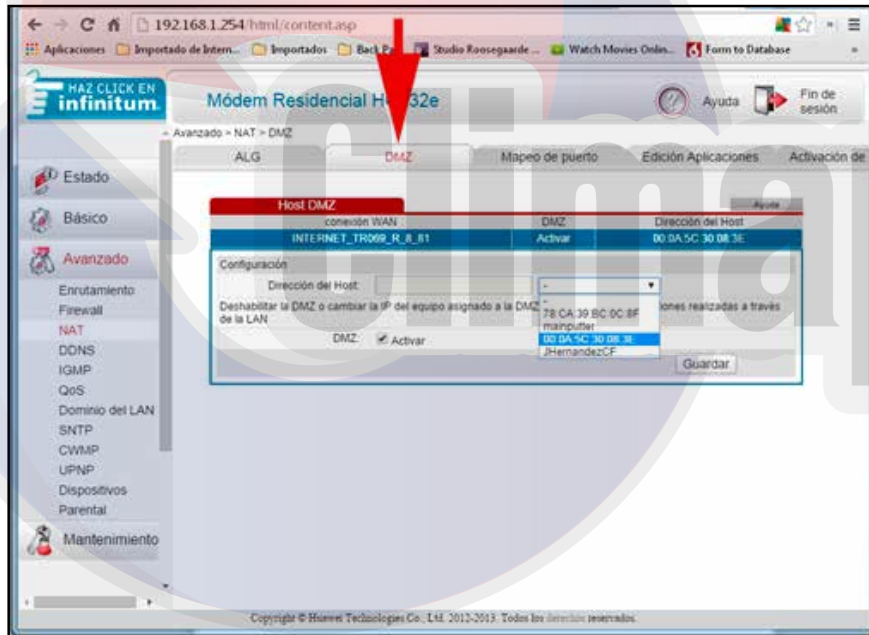 192.168.1.254/html/content.asp
Aplicaciones Importado de Intern... Importados Studio Roosegaarde ... Watch Movies Onlin... Form to Database
HAZ CLICK EN
infinitum.
Módem Residencial
Ayuda
Fin de
sesión
Avanzado > NAT > DMZ
ALG DMZ Mapeo de puerto Edición Aplicaciones Activación de
Estado
Básico
Avanzado
Enrutamiento
Firewall
NAT
DDNS
IGMP
QoS
Dominio del LAN
SNTP
CWMP
UPNP
Dispositivos
Parental
Mantenimiento
Host DMZ Ayuda
conexión WAN DMZ Dirección del Host
INTERNET_TR069_R_8_81 Activar 00:0A:5C:30:08:3E
Configuración
Dirección del Host: -
-
78:CA:39:BC:0C:8F
mainputter
00:0A:5C:30:08:3E
JHernandezCF
Deshabilitar la DMZ o cambiar la IP del equipo asignado a la DMZ iones realizadas a través
de la LAN
DMZ: Activar
Guardar
Copyright © Huawei Technologies Co., Ltd. 2012-2013. Todos los derechos reservados.
Clima